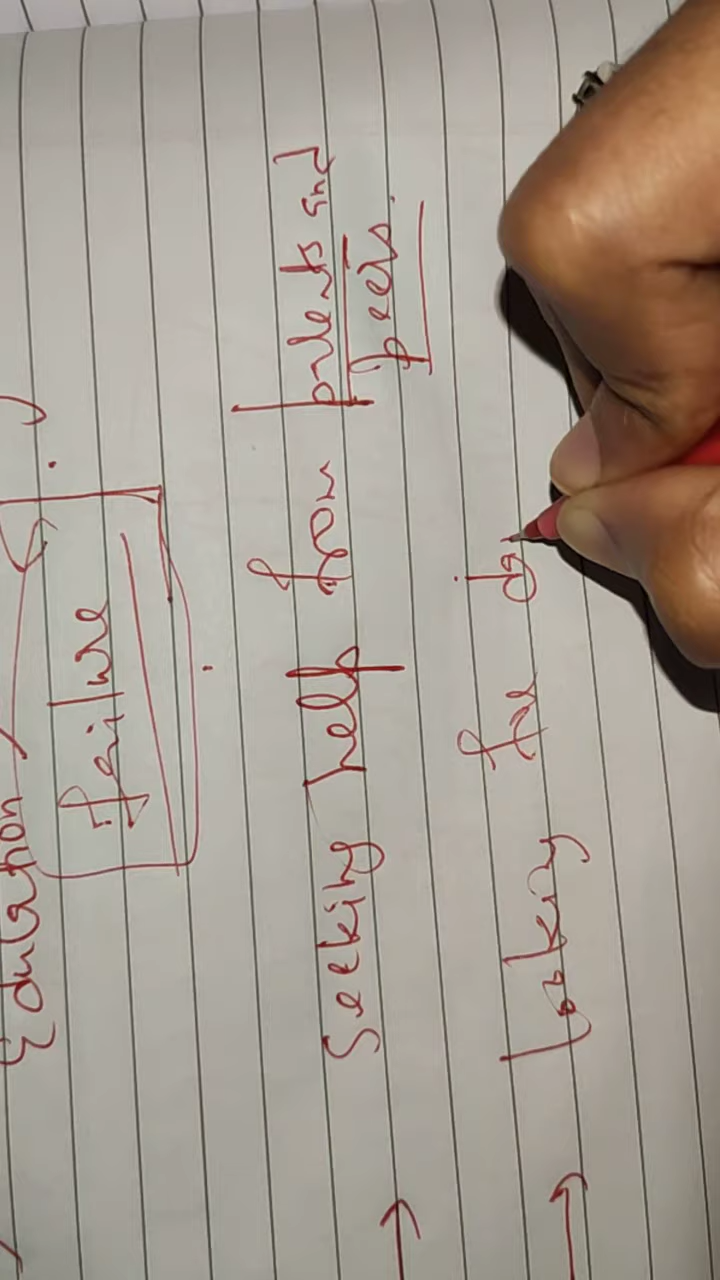 Education
failure
→ Seeking help from parents and
peers.
→ looking for